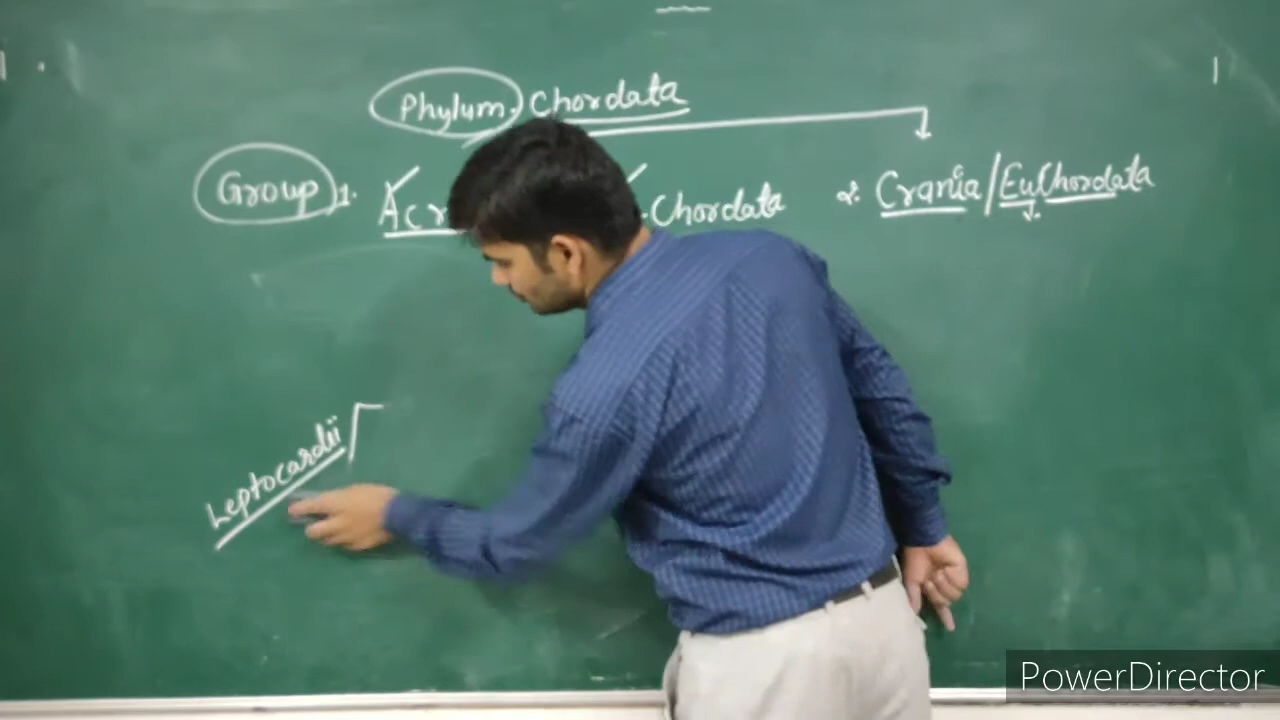 Phylum. Chordata
Group 1. Acr Chordata 2. Crania/EuChordata
Leptocardii
PowerDirector